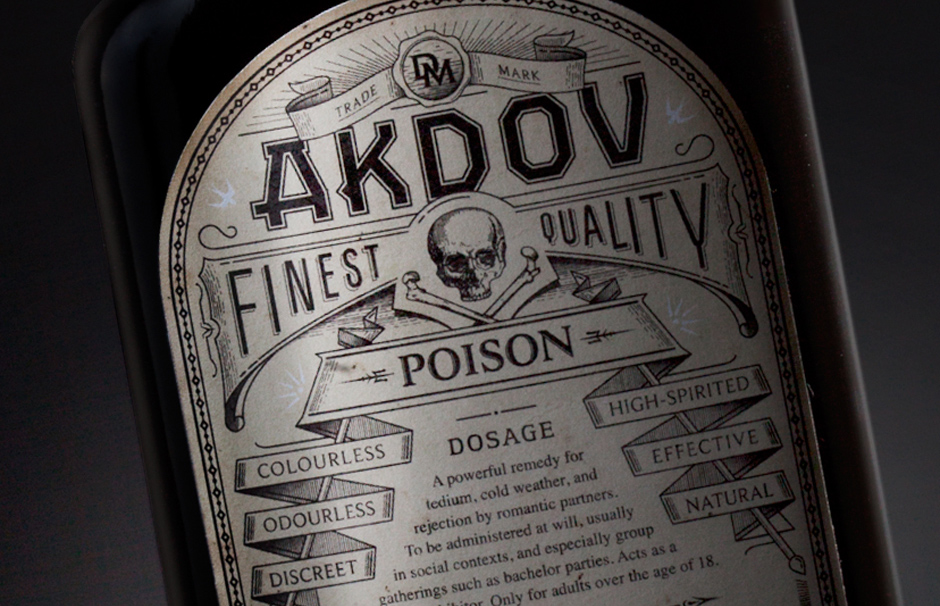 DM
TRADE MARK
AKDOV
FINEST QUALITY
POISON
HIGH-SPIRITED
EFFECTIVE
NATURAL
COLOURLESS
ODOURLESS
DISCREET
DOSAGE
A powerful remedy for
tedium, cold weather, and
rejection by romantic partners.
To be administered at will, usually
in social contexts, and especially group
gatherings such as bachelor parties. Acts as a
Only for adults over the age of 18.